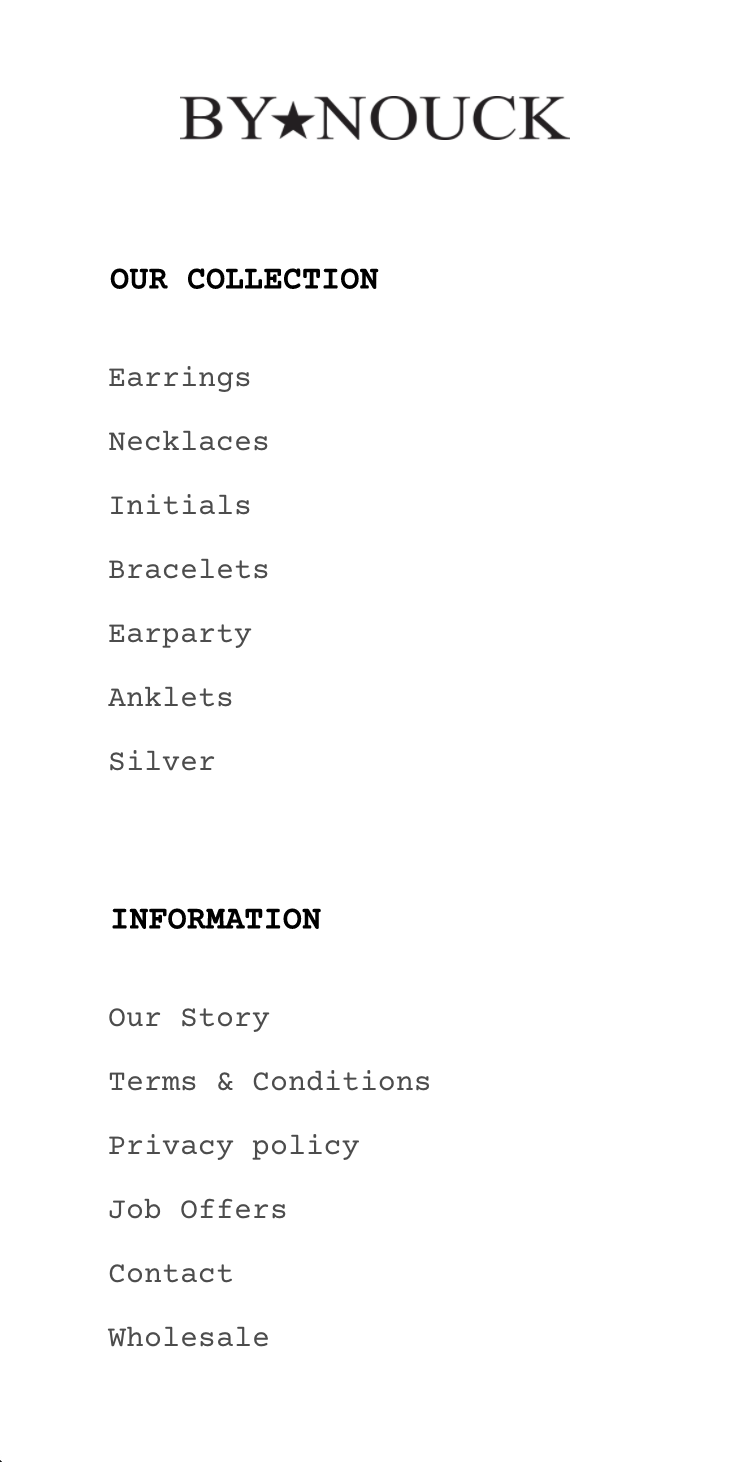 BY★NOUCK
OUR COLLECTION
Earrings
Necklaces
Initials
Bracelets
Earparty
Anklets
Silver
INFORMATION
Our Story
Terms & Conditions
Privacy policy
Job Offers
Contact
Wholesale